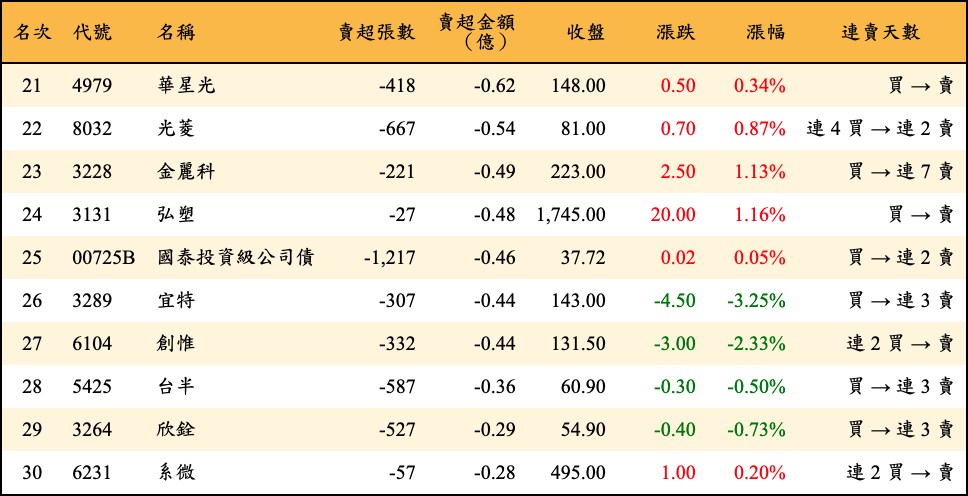 名次 代號 名稱 賣超張數 賣超金額（億） 收盤 漲跌 漲幅 連賣天數
21 4979 華星光 -418 -0.62 148.00 0.50 0.34% 買 → 賣
22 8032 光菱 -667 -0.54 81.00 0.70 0.87% 連 4 買 → 連 2 賣
23 3228 金麗科 -221 -0.49 223.00 2.50 1.13% 買 → 連 7 賣
24 3131 弘塑 -27 -0.48 1,745.00 20.00 1.16% 買 → 賣
25 00725B 國泰投資級公司債 -1,217 -0.46 37.72 0.02 0.05% 買 → 連 2 賣
26 3289 宜特 -307 -0.44 143.00 -4.50 -3.25% 買 → 連 3 賣
27 6104 創惟 -332 -0.44 131.50 -3.00 -2.33% 連 2 買 → 賣
28 5425 台半 -587 -0.36 60.90 -0.30 -0.50% 買 → 連 3 賣
29 3264 欣銓 -527 -0.29 54.90 -0.40 -0.73% 買 → 連 3 賣
30 6231 系微 -57 -0.28 495.00 1.00 0.20% 連 2 買 → 賣